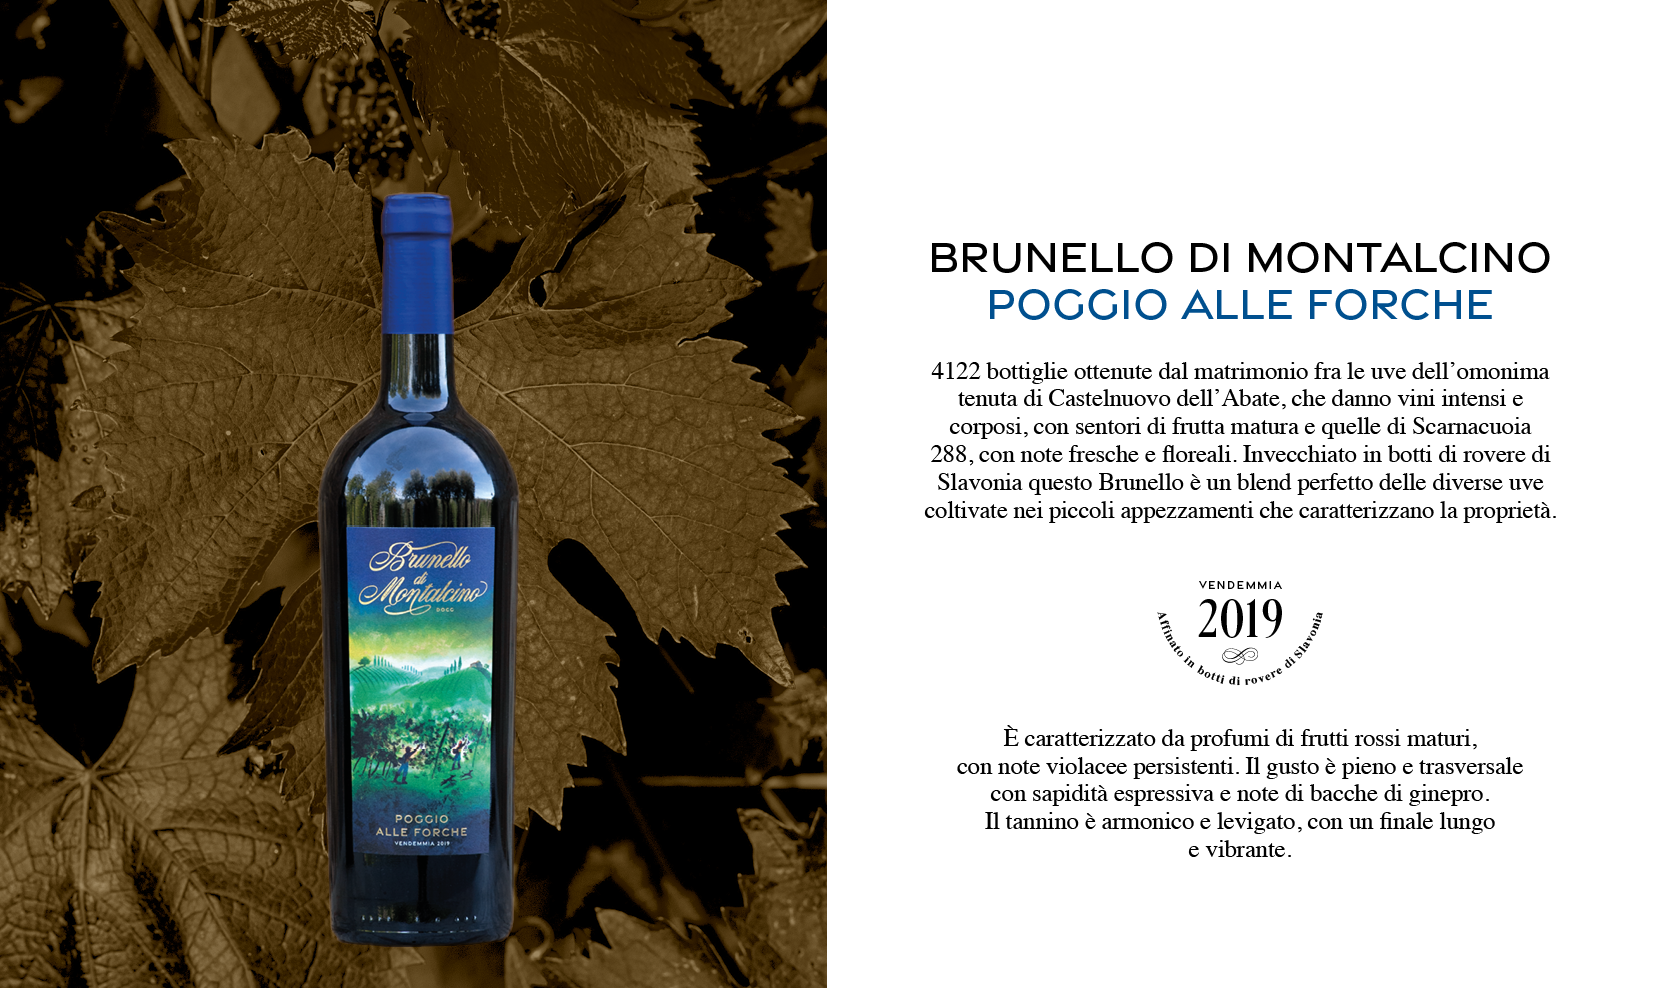 BRUNELLO DI MONTALCINO
POGGIO ALLE FORCHE
4122 bottiglie ottenute dal matrimonio fra le uve dell’omonima
tenuta di Castelnuovo dell’Abate, che danno vini intensi e
corposi, con sentori di frutta matura e quelle di Scarnacuoia
288, con note fresche e floreali. Invecchiato in botti di rovere di
Slavonia questo Brunello è un blend perfetto delle diverse uve
coltivate nei piccoli appezzamenti che caratterizzano la proprietà.
VENDEMMIA
2019
Affinato in botti di rovere di Slavonia
È caratterizzato da profumi di frutti rossi maturi,
con note violacee persistenti. Il gusto è pieno e trasversale
con sapidità espressiva e note di bacche di ginepro.
Il tannino è armonico e levigato, con un finale lungo
e vibrante.
Brunello
di
Montalcino
DOCG
POGGIO
ALLE FORCHE
VENDEMMIA 2019